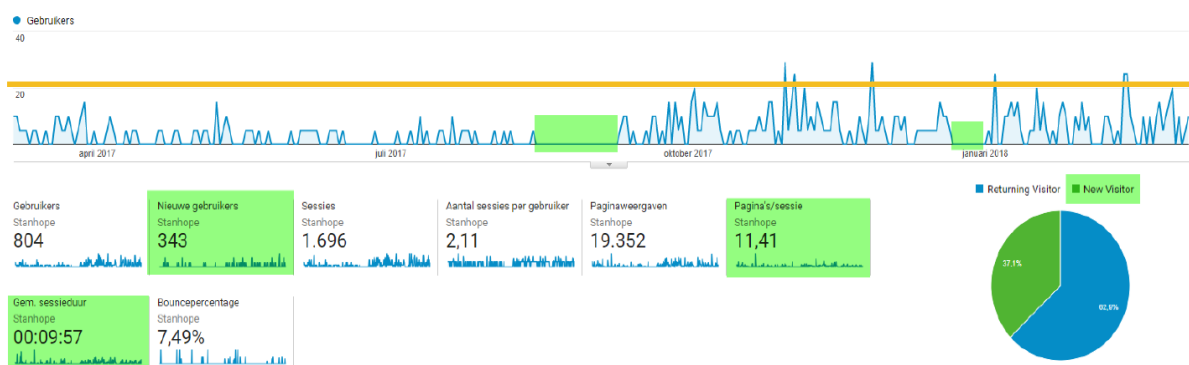 Gebruikers
40
20
april 2017
juli 2017
oktober 2017
januari 2018
Returning Visitor
New Visitor
Gebruikers
Stanhope
804
Nieuwe gebruikers
Stanhope
343
Sessies
Stanhope
1.696
Aantal sessies per gebruiker
Stanhope
2,11
Paginaweergaven
Stanhope
19.352
Pagina's/sessie
Stanhope
11,41
37,1%
62,9%
Gem. sessieduur
Stanhope
00:09:57
Bouncepercentage
Stanhope
7,49%